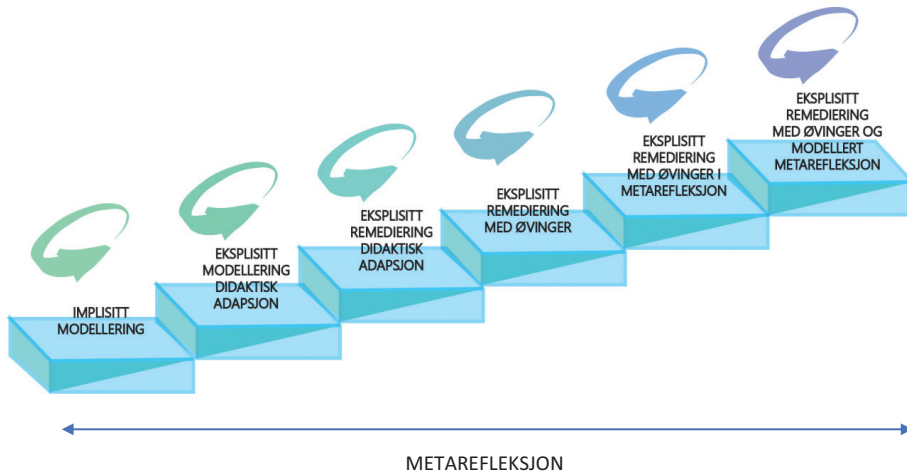 IMPLISITT
MODELLERING
EKSPLISITT
MODELLERING
DIDAKTISK
ADAPSJON
EKSPLISITT
REMEDIERING
DIDAKTISK
ADAPSJON
EKSPLISITT
REMEDIERING
MED ØVINGER
EKSPLISITT
REMEDIERING
MED ØVINGER I
METAREFLEKSJON
EKSPLISITT
REMEDIERING
MED ØVINGER OG
MODELLERT
METAREFLEKSJON
METAREFLEKSJON